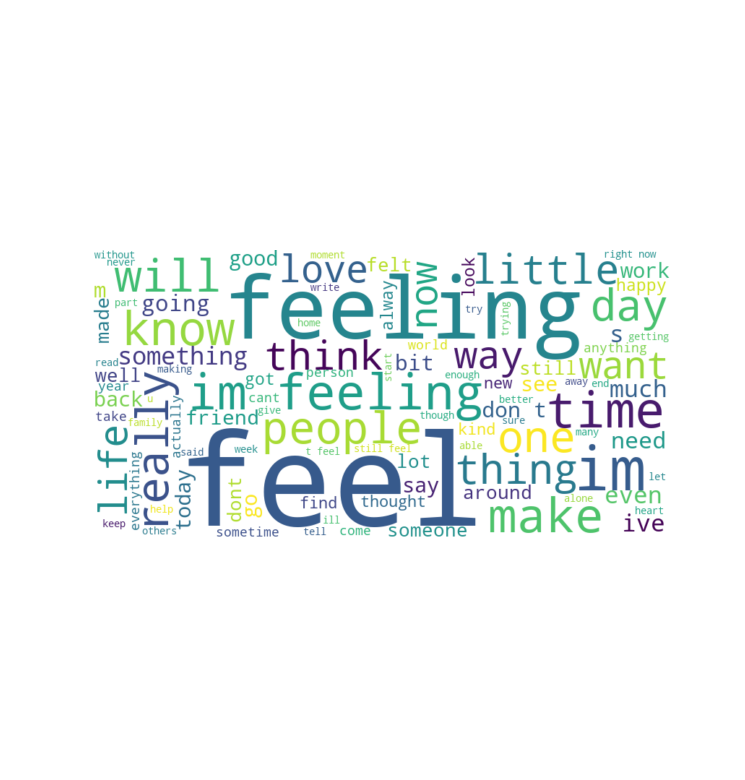 without
never
good
moment
right now
will
love
felt
look
little
work
feeling
happy
m
part
made
going
write
alway
now
day
know
home
try
trying
s
getting
something
think
world
way
anything
read
making
bit
want
well
im feeling
person
start
still
year
got
enough
new
see
away
end
much
back
u
cant
better
take
family
friend
give
though
don t
time
really
actually
people
kind
one
sure
many
need
life
everything
said
week
t feel
still feel
able
feel
lot
thing
im
let
today
dont
say
around
even
help
go
find
thought
make
alone
heart
keep
ill
ive
others
sometime
tell
come
someone